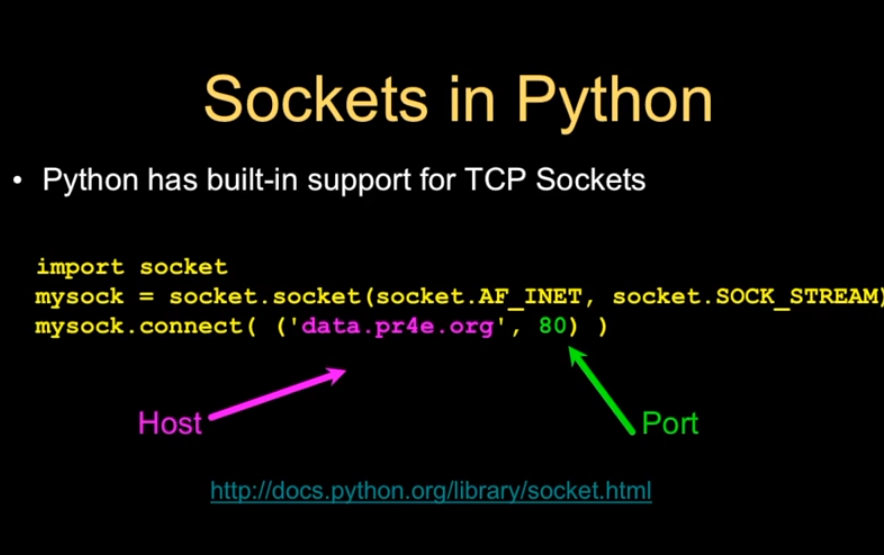 Sockets in Python
• Python has built-in support for TCP Sockets
import socket
mysock = socket.socket(socket.AF_INET, socket.SOCK_STREAM)
mysock.connect( ('data.pr4e.org', 80) )
Host
Port
http://docs.python.org/library/socket.html